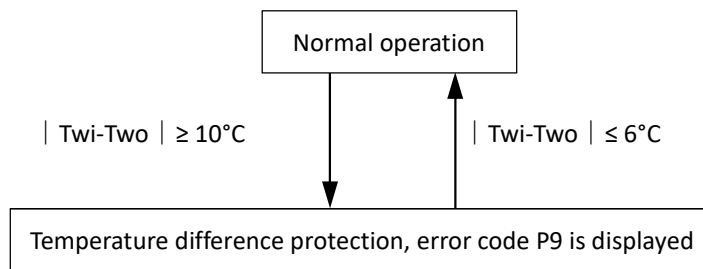 Normal operation
｜Twi-Two｜≥ 10°C
｜Twi-Two｜≤ 6°C
Temperature difference protection, error code P9 is displayed